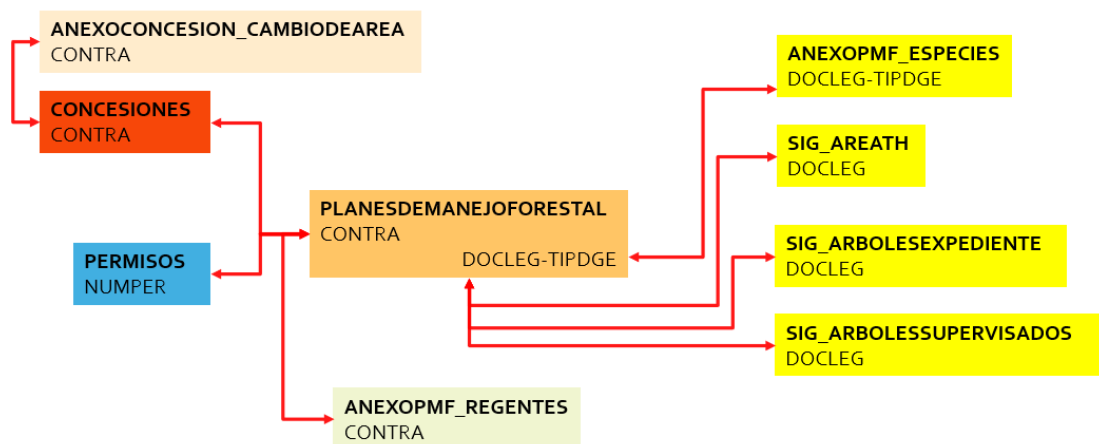 ANEXOCONCESION_CAMBIODEAREA
CONTRA
CONCESIONES
CONTRA
PERMISOS
NUMPER
PLANESDEMANEJOFORESTAL
CONTRA
DOCLEG-TIPDGE
ANEXOPMF_REGENTES
CONTRA
ANEXOPMF_ESPECIES
DOCLEG-TIPDGE
SIG_AREATH
DOCLEG
SIG_ARBOLESEXPEDIENTE
DOCLEG
SIG_ARBOLESSUPERVISADOS
DOCLEG